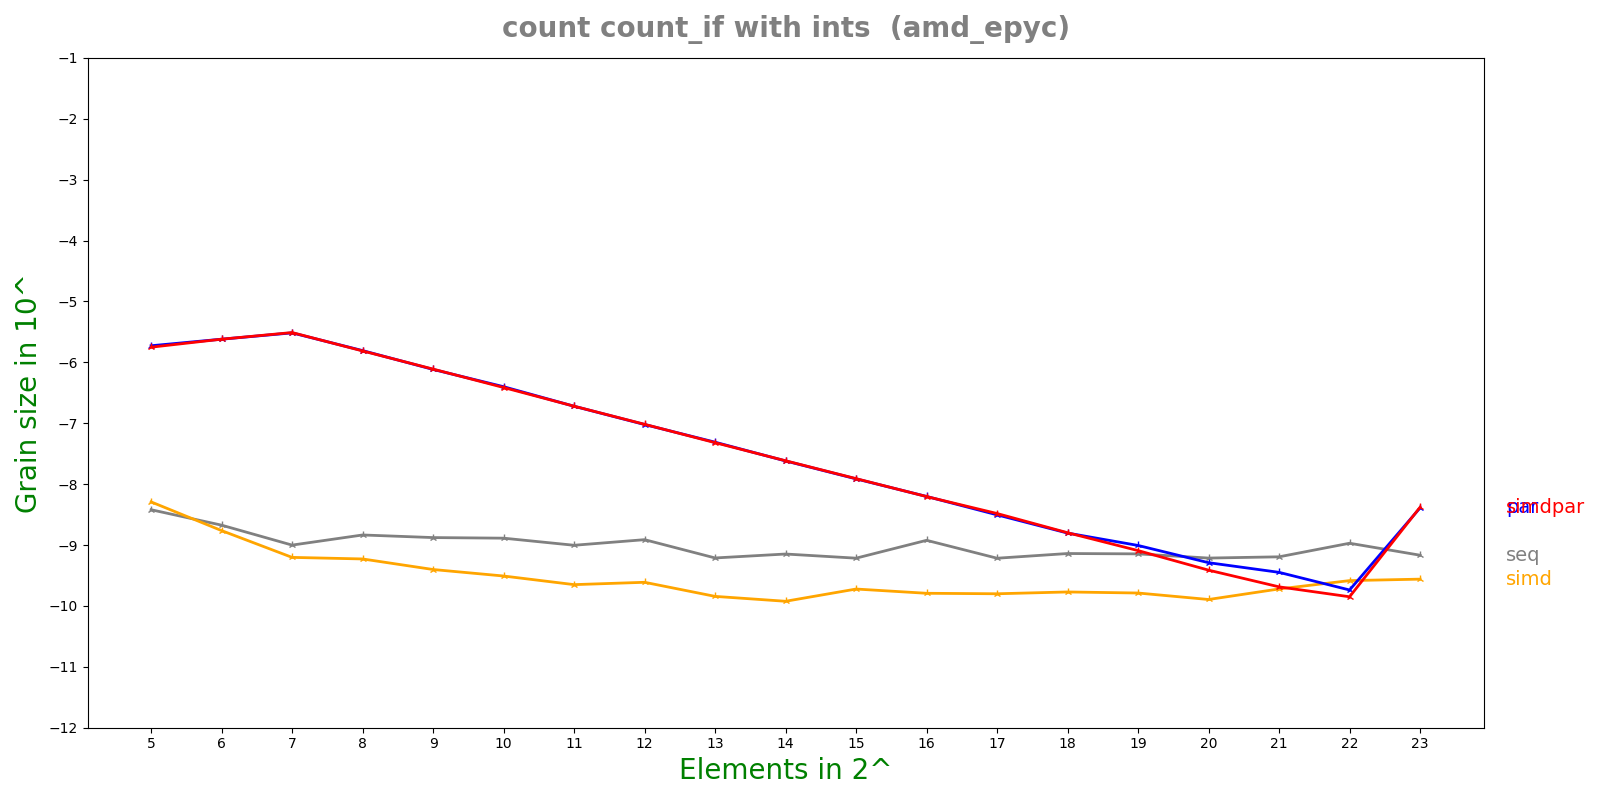 count count_if with ints  (amd_epyc)
Grain size in 10^
−1
−2
−3
−4
−5
−6
−7
−8
−9
−10
−11
−12
par
simdpar
seq
simd
5 6 7 8 9 10 11 12 13 14 15 16 17 18 19 20 21 22 23
Elements in 2^